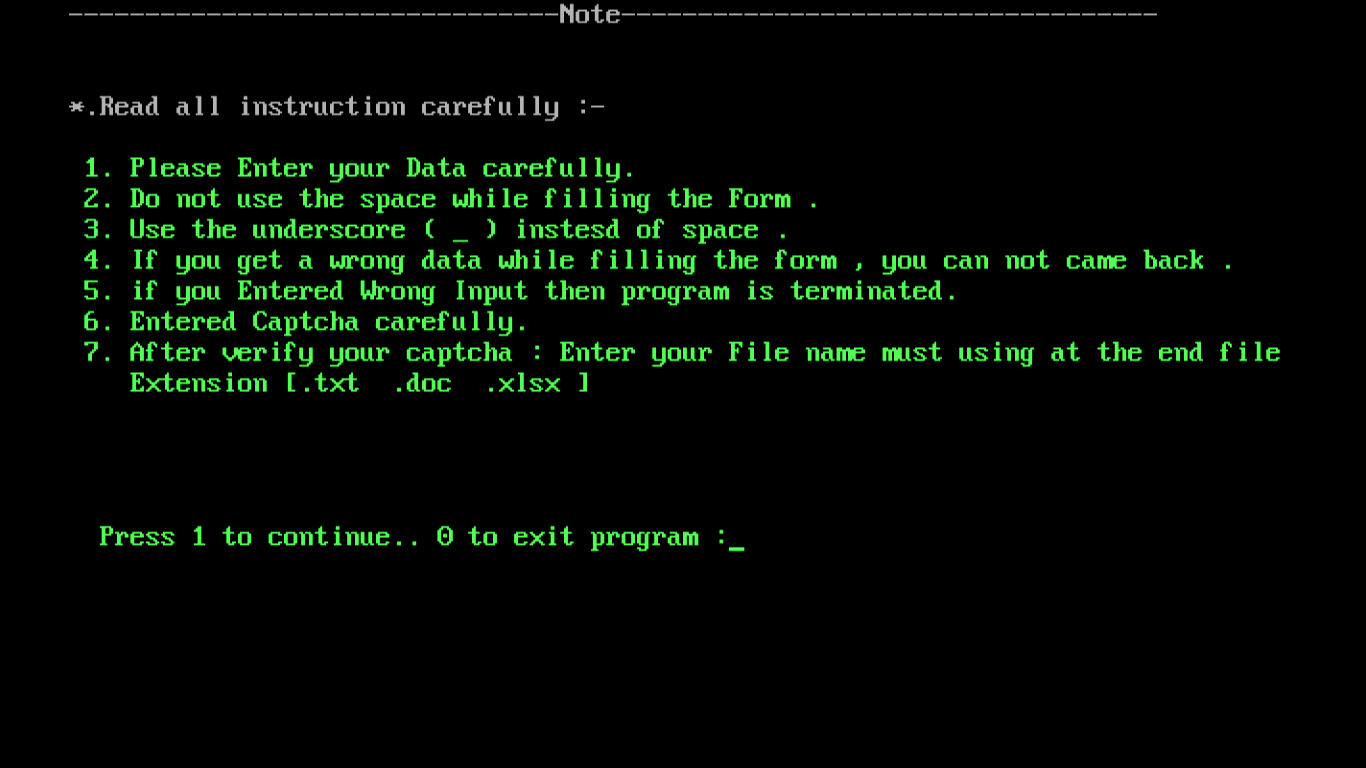 --------------------------------Note-----------------------------------
*.Read all instruction carefully :-
1. Please Enter your Data carefully.
2. Do not use the space while filling the Form .
3. Use the underscore ( _ ) instesd of space .
4. If you get a wrong data while filling the form , you can not came back .
5. if you Entered Wrong Input then program is terminated.
6. Entered Captcha carefully.
7. After verify your captcha : Enter your File name must using at the end file
Extension [.txt  .doc  .xlsx ]
Press 1 to continue.. 0 to exit program :_